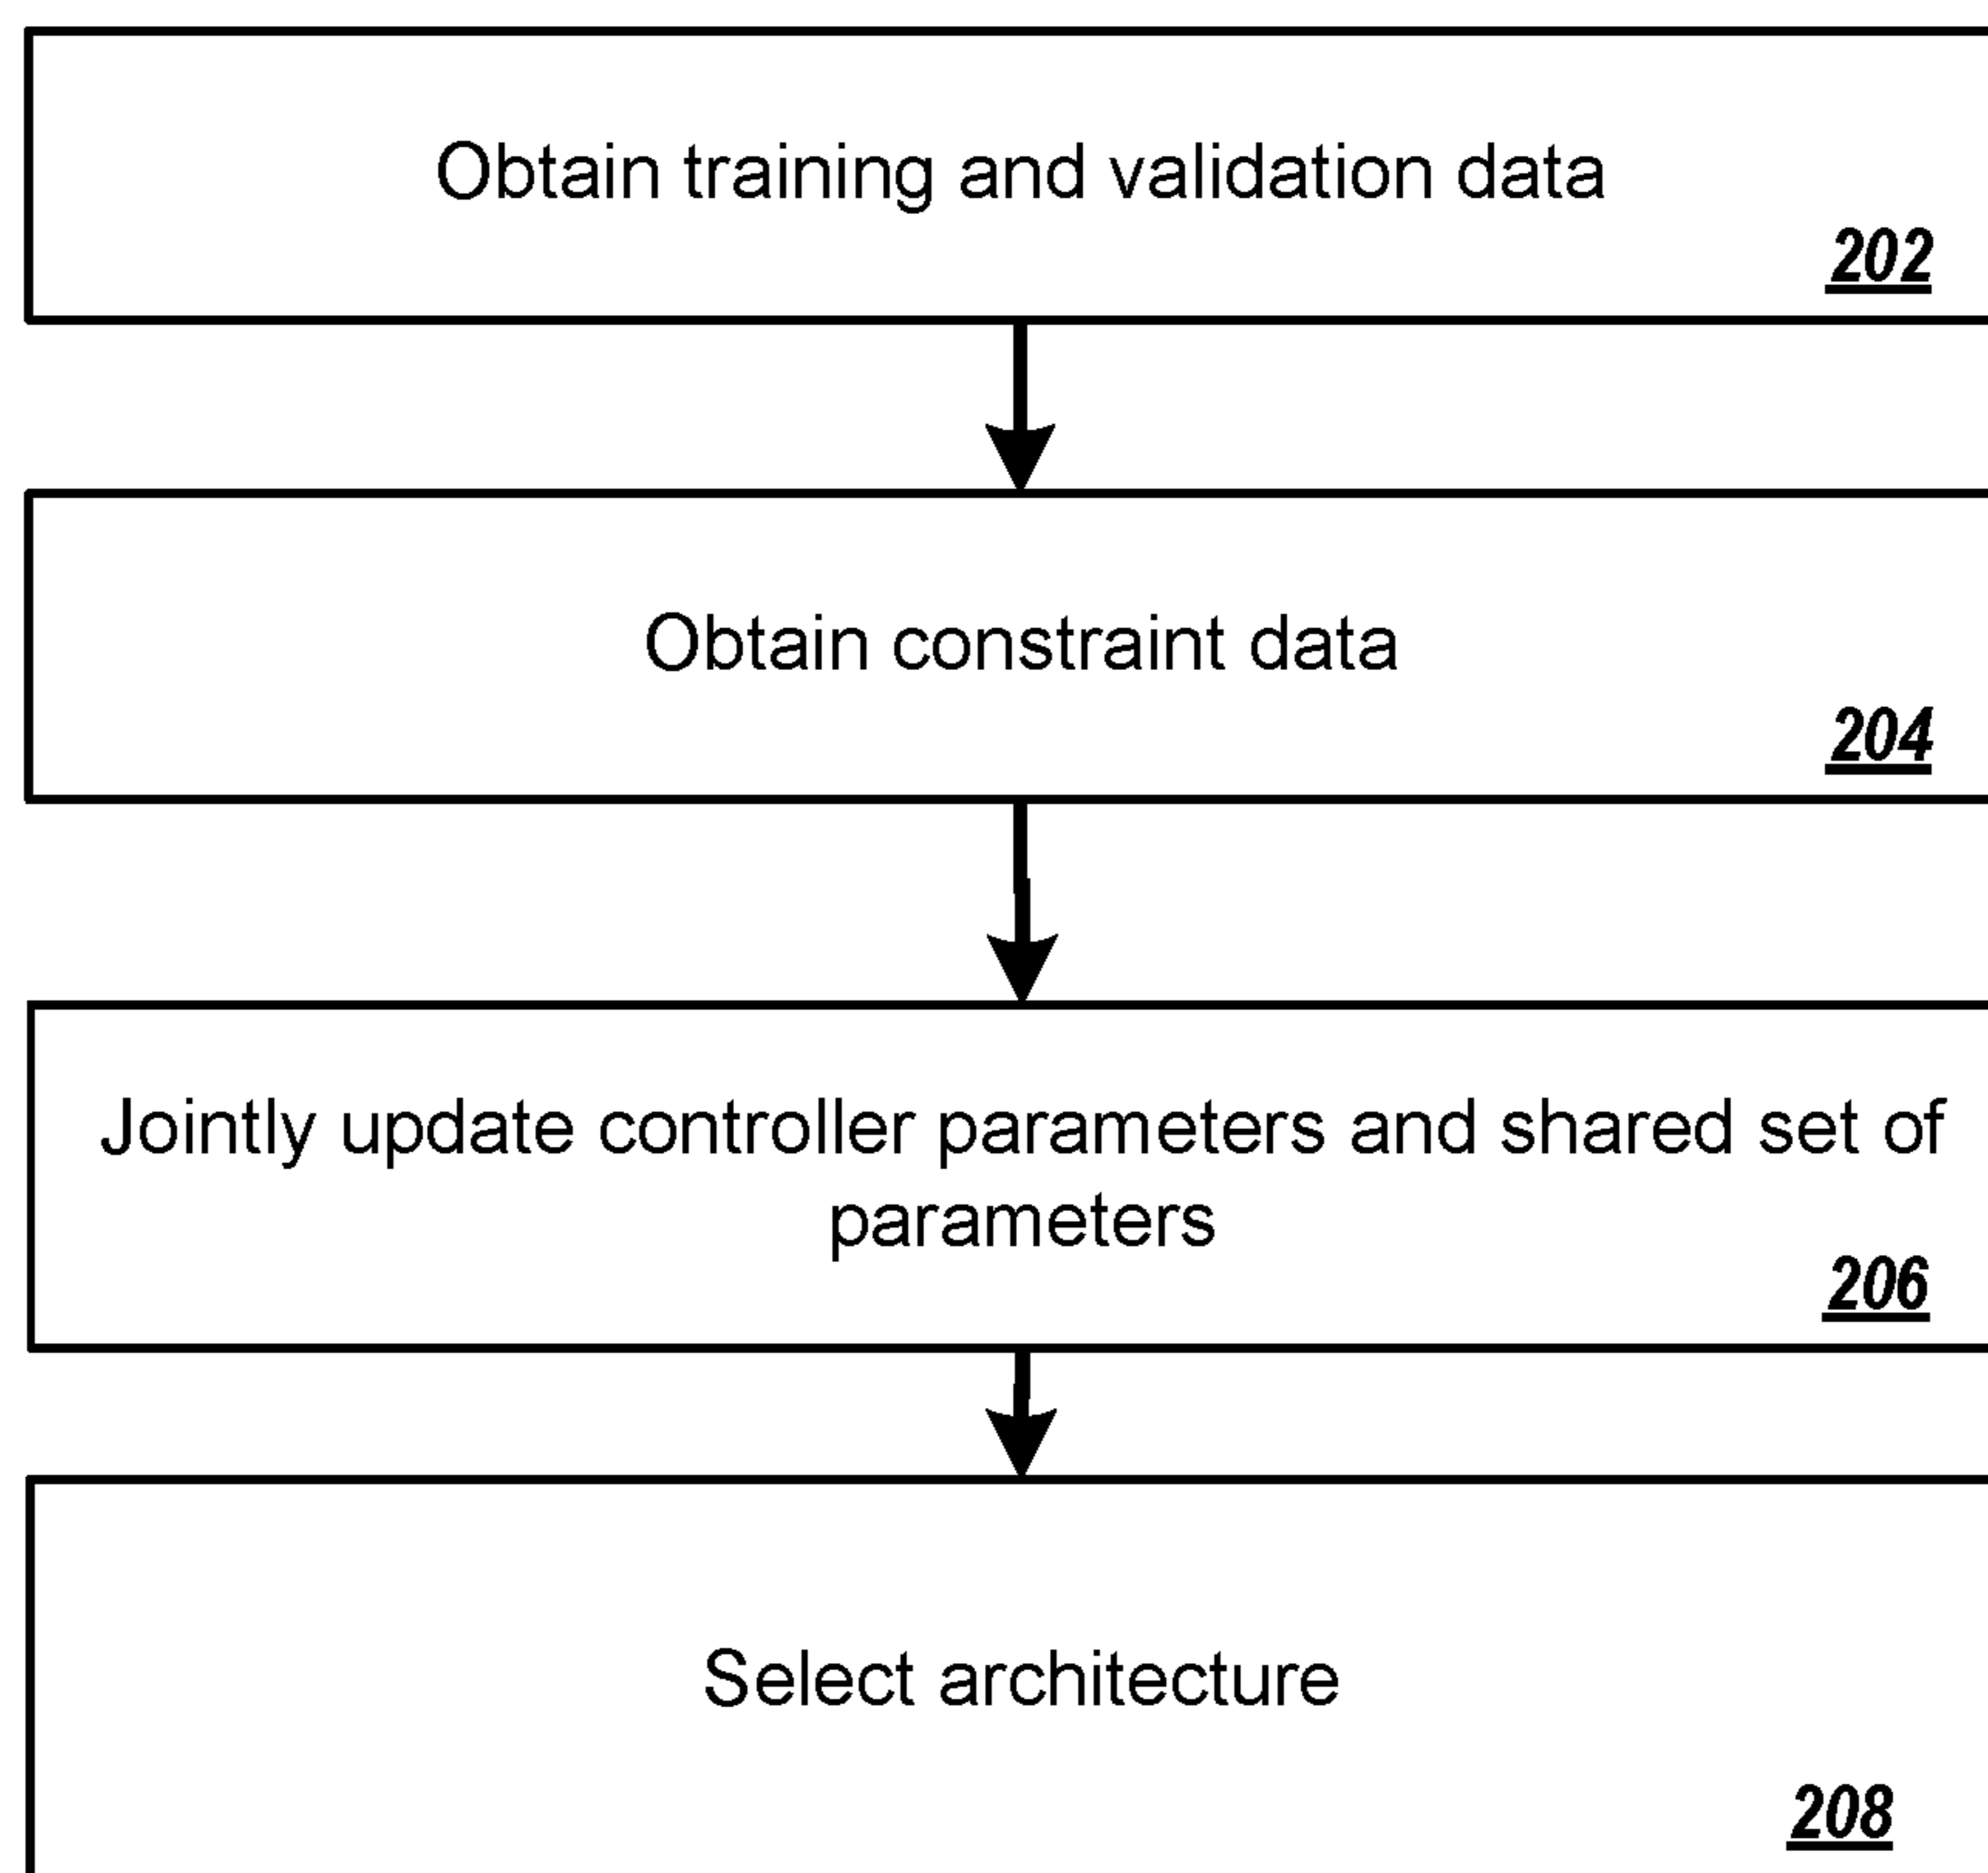 Obtain training and validation data
202
Obtain constraint data
204
Jointly update controller parameters and shared set of
parameters
206
Select architecture
208